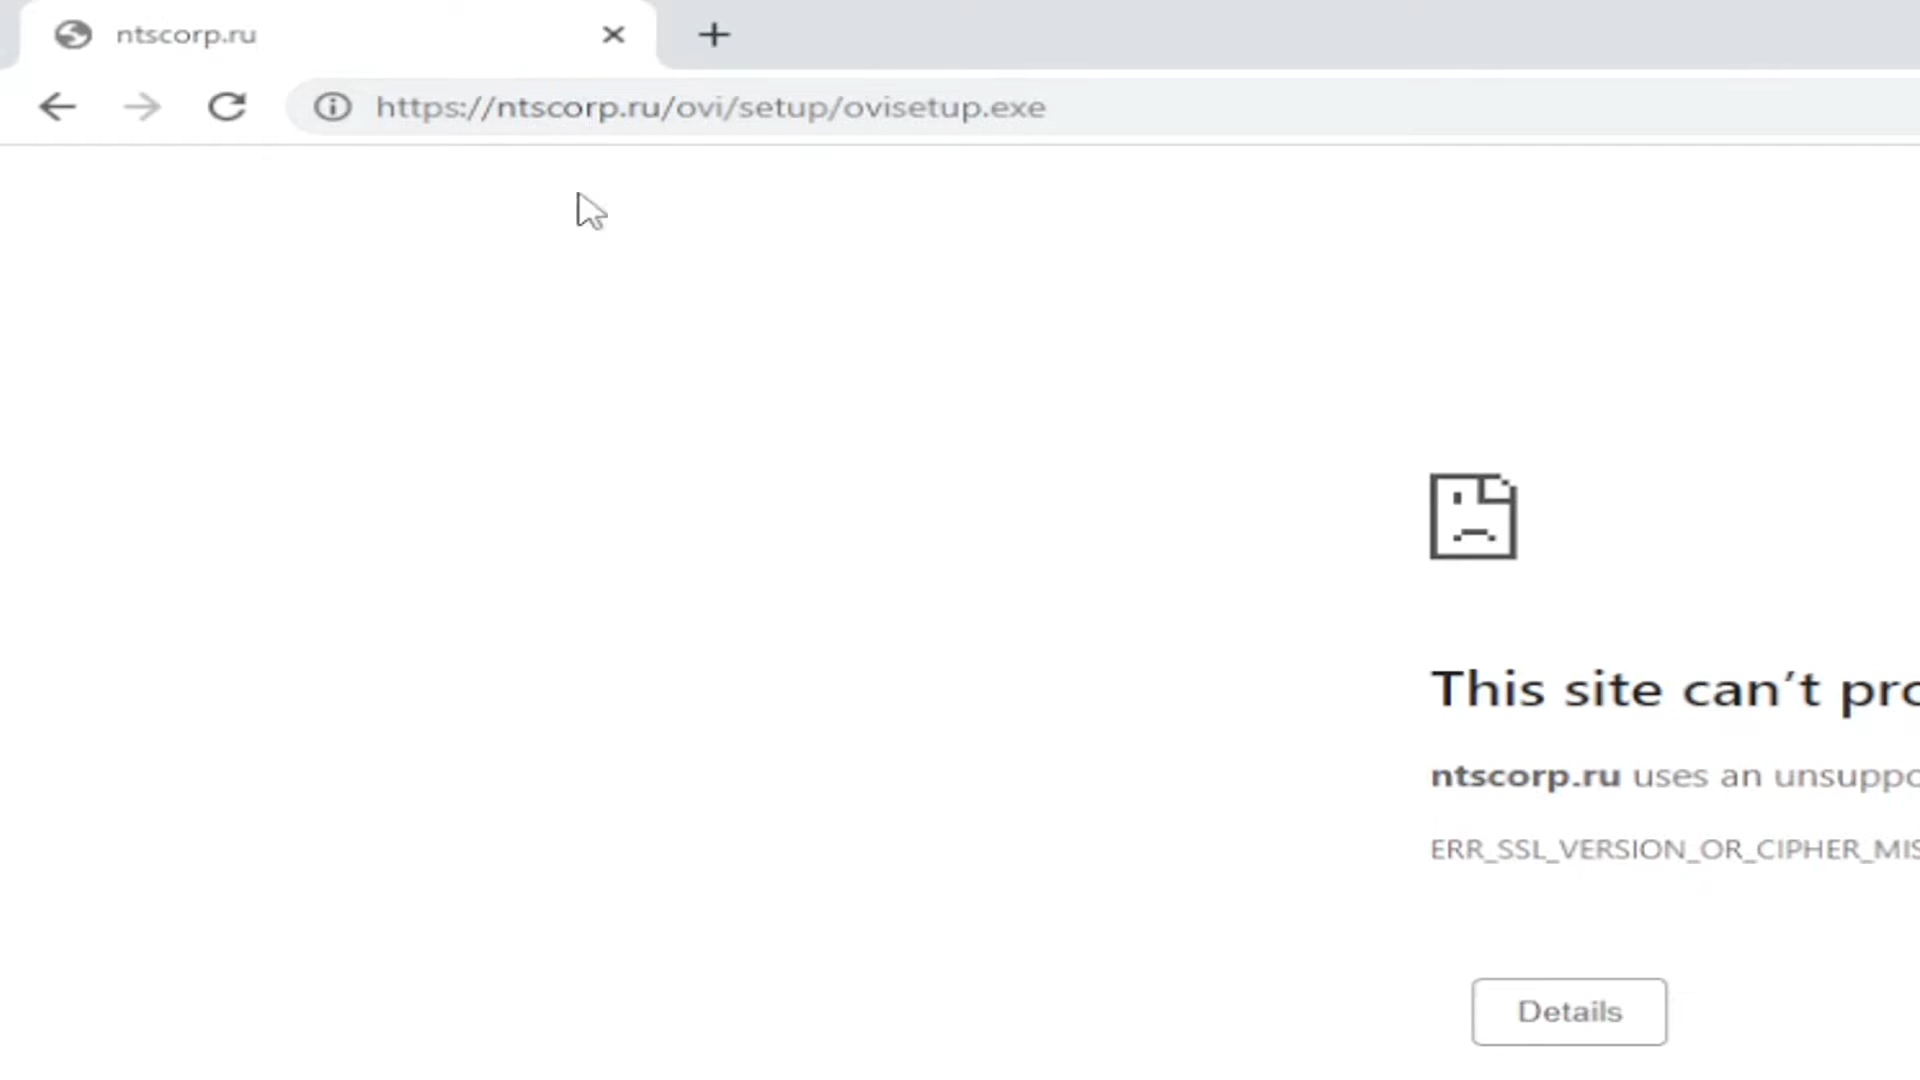 ntscorp.ru
https://ntscorp.ru/ovi/setup/ovisetup.exe
This site can't pro
ntscorp.ru uses an unsuppo
ERR_SSL_VERSION_OR_CIPHER_MIS
Details